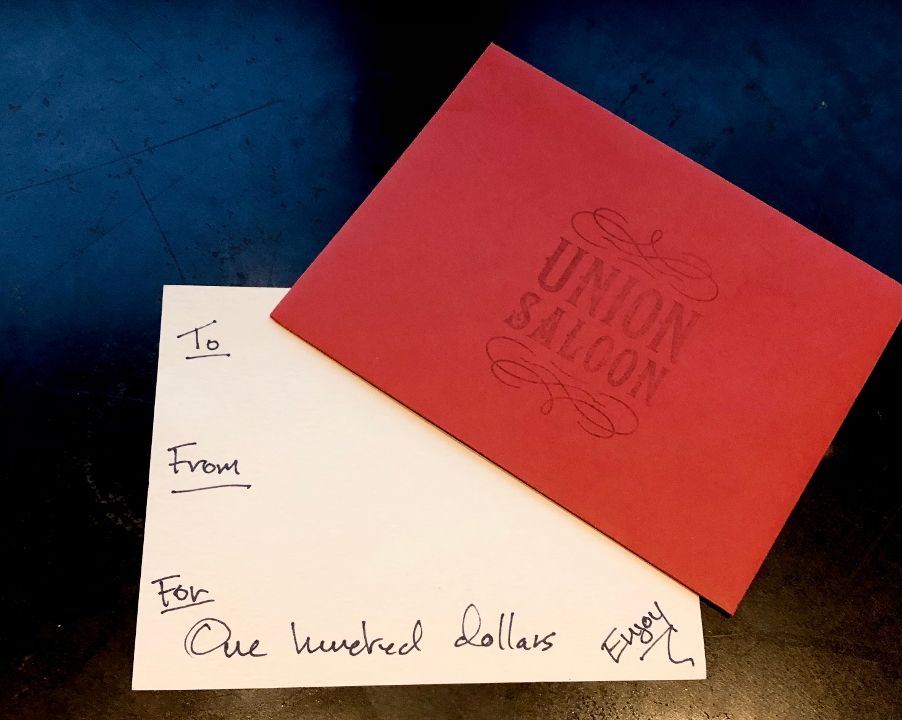 UNION
SALOON
To
From
For
One hundred dollars
Enjoy